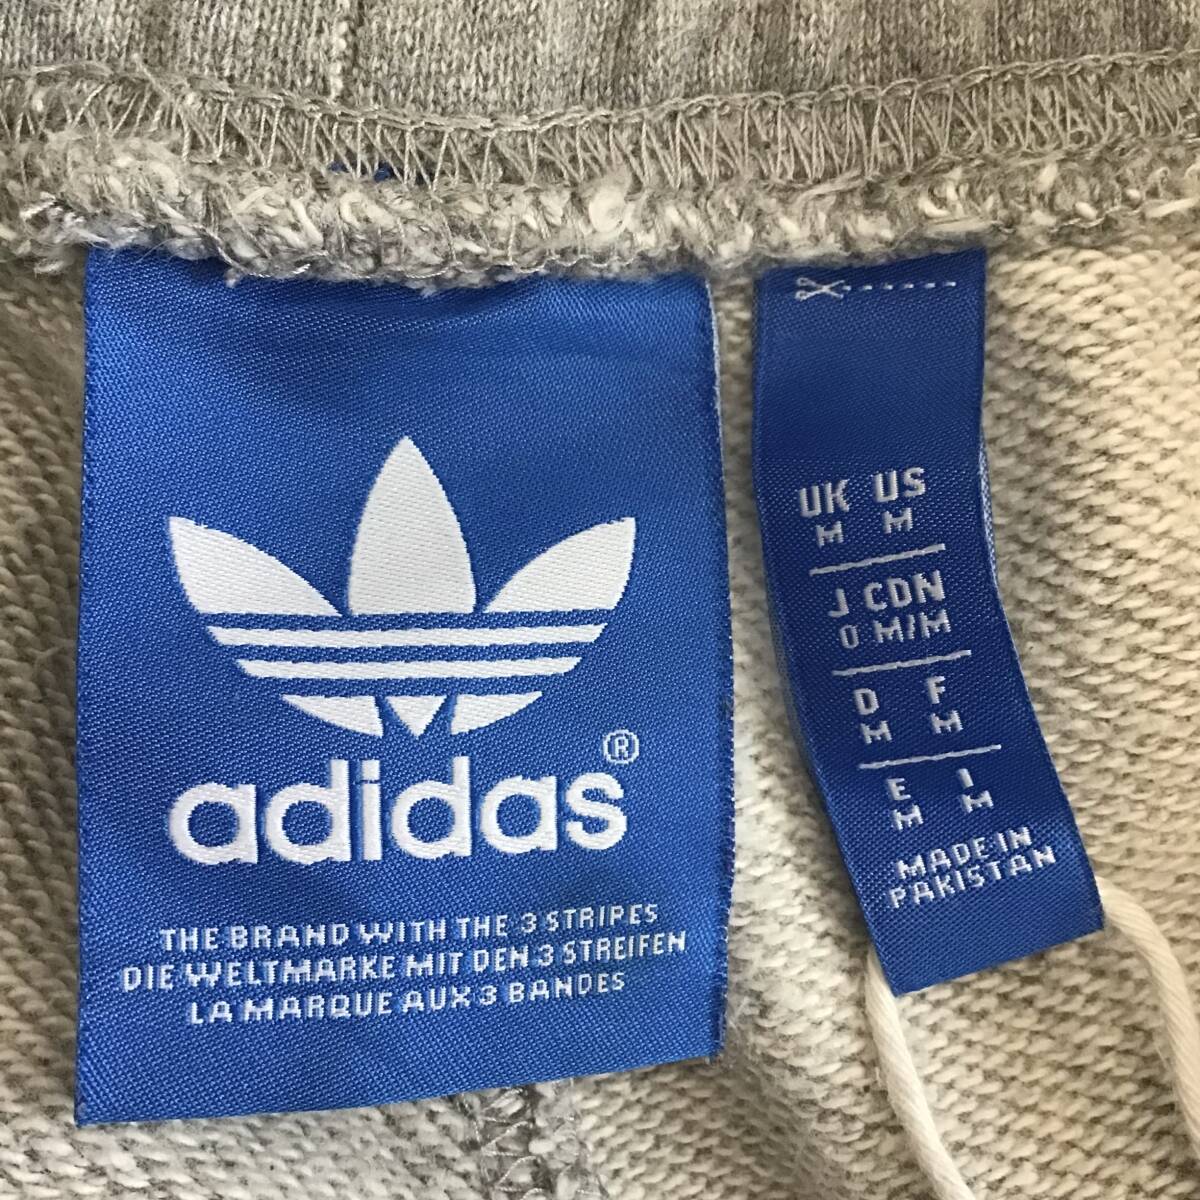 adidas®
THE BRAND WITH THE 3 STRIPES
DIE WELTMARKE MIT DEN 3 STREIFEN
LA MARQUE AUX 3 BANDES
UK US
M M
J CDN
O M/M
D F
M M
E I
M M
MADE IN
PAKISTAN